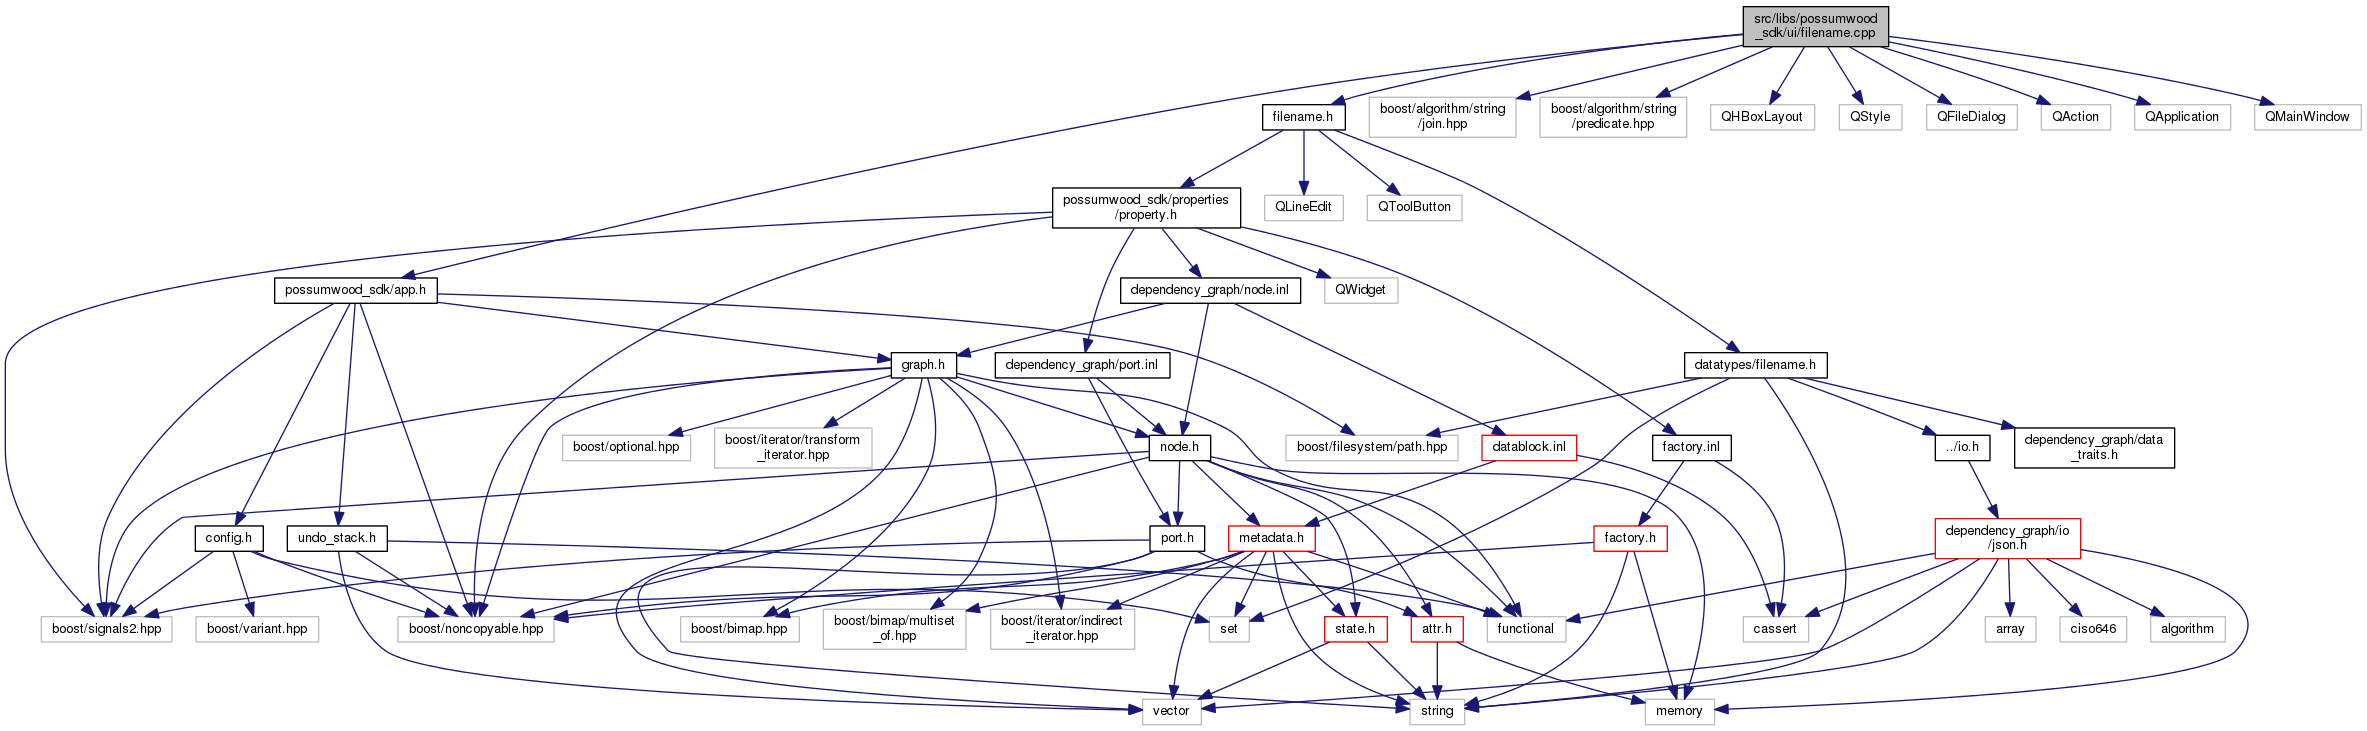 src/libs/possumwood
_sdk/ui/filename.cpp
filename.h
boost/algorithm/string
/join.hpp
boost/algorithm/string
/predicate.hpp
QHBoxLayout
QStyle
QFileDialog
QAction
QApplication
QMainWindow
possumwood_sdk/properties
/property.h
QLineEdit
QToolButton
possumwood_sdk/app.h
dependency_graph/node.inl
QWidget
graph.h
dependency_graph/port.inl
datatypes/filename.h
boost/optional.hpp
boost/iterator/transform
_iterator.hpp
node.h
boost/filesystem/path.hpp
datablock.inl
factory.inl
../io.h
dependency_graph/data
_traits.h
config.h
undo_stack.h
port.h
metadata.h
factory.h
dependency_graph/io
/json.h
boost/signals2.hpp
boost/variant.hpp
boost/noncopyable.hpp
boost/bimap.hpp
boost/bimap/multiset
_of.hpp
boost/iterator/indirect
_iterator.hpp
set
state.h
attr.h
functional
cassert
array
ciso646
algorithm
vector
string
memory